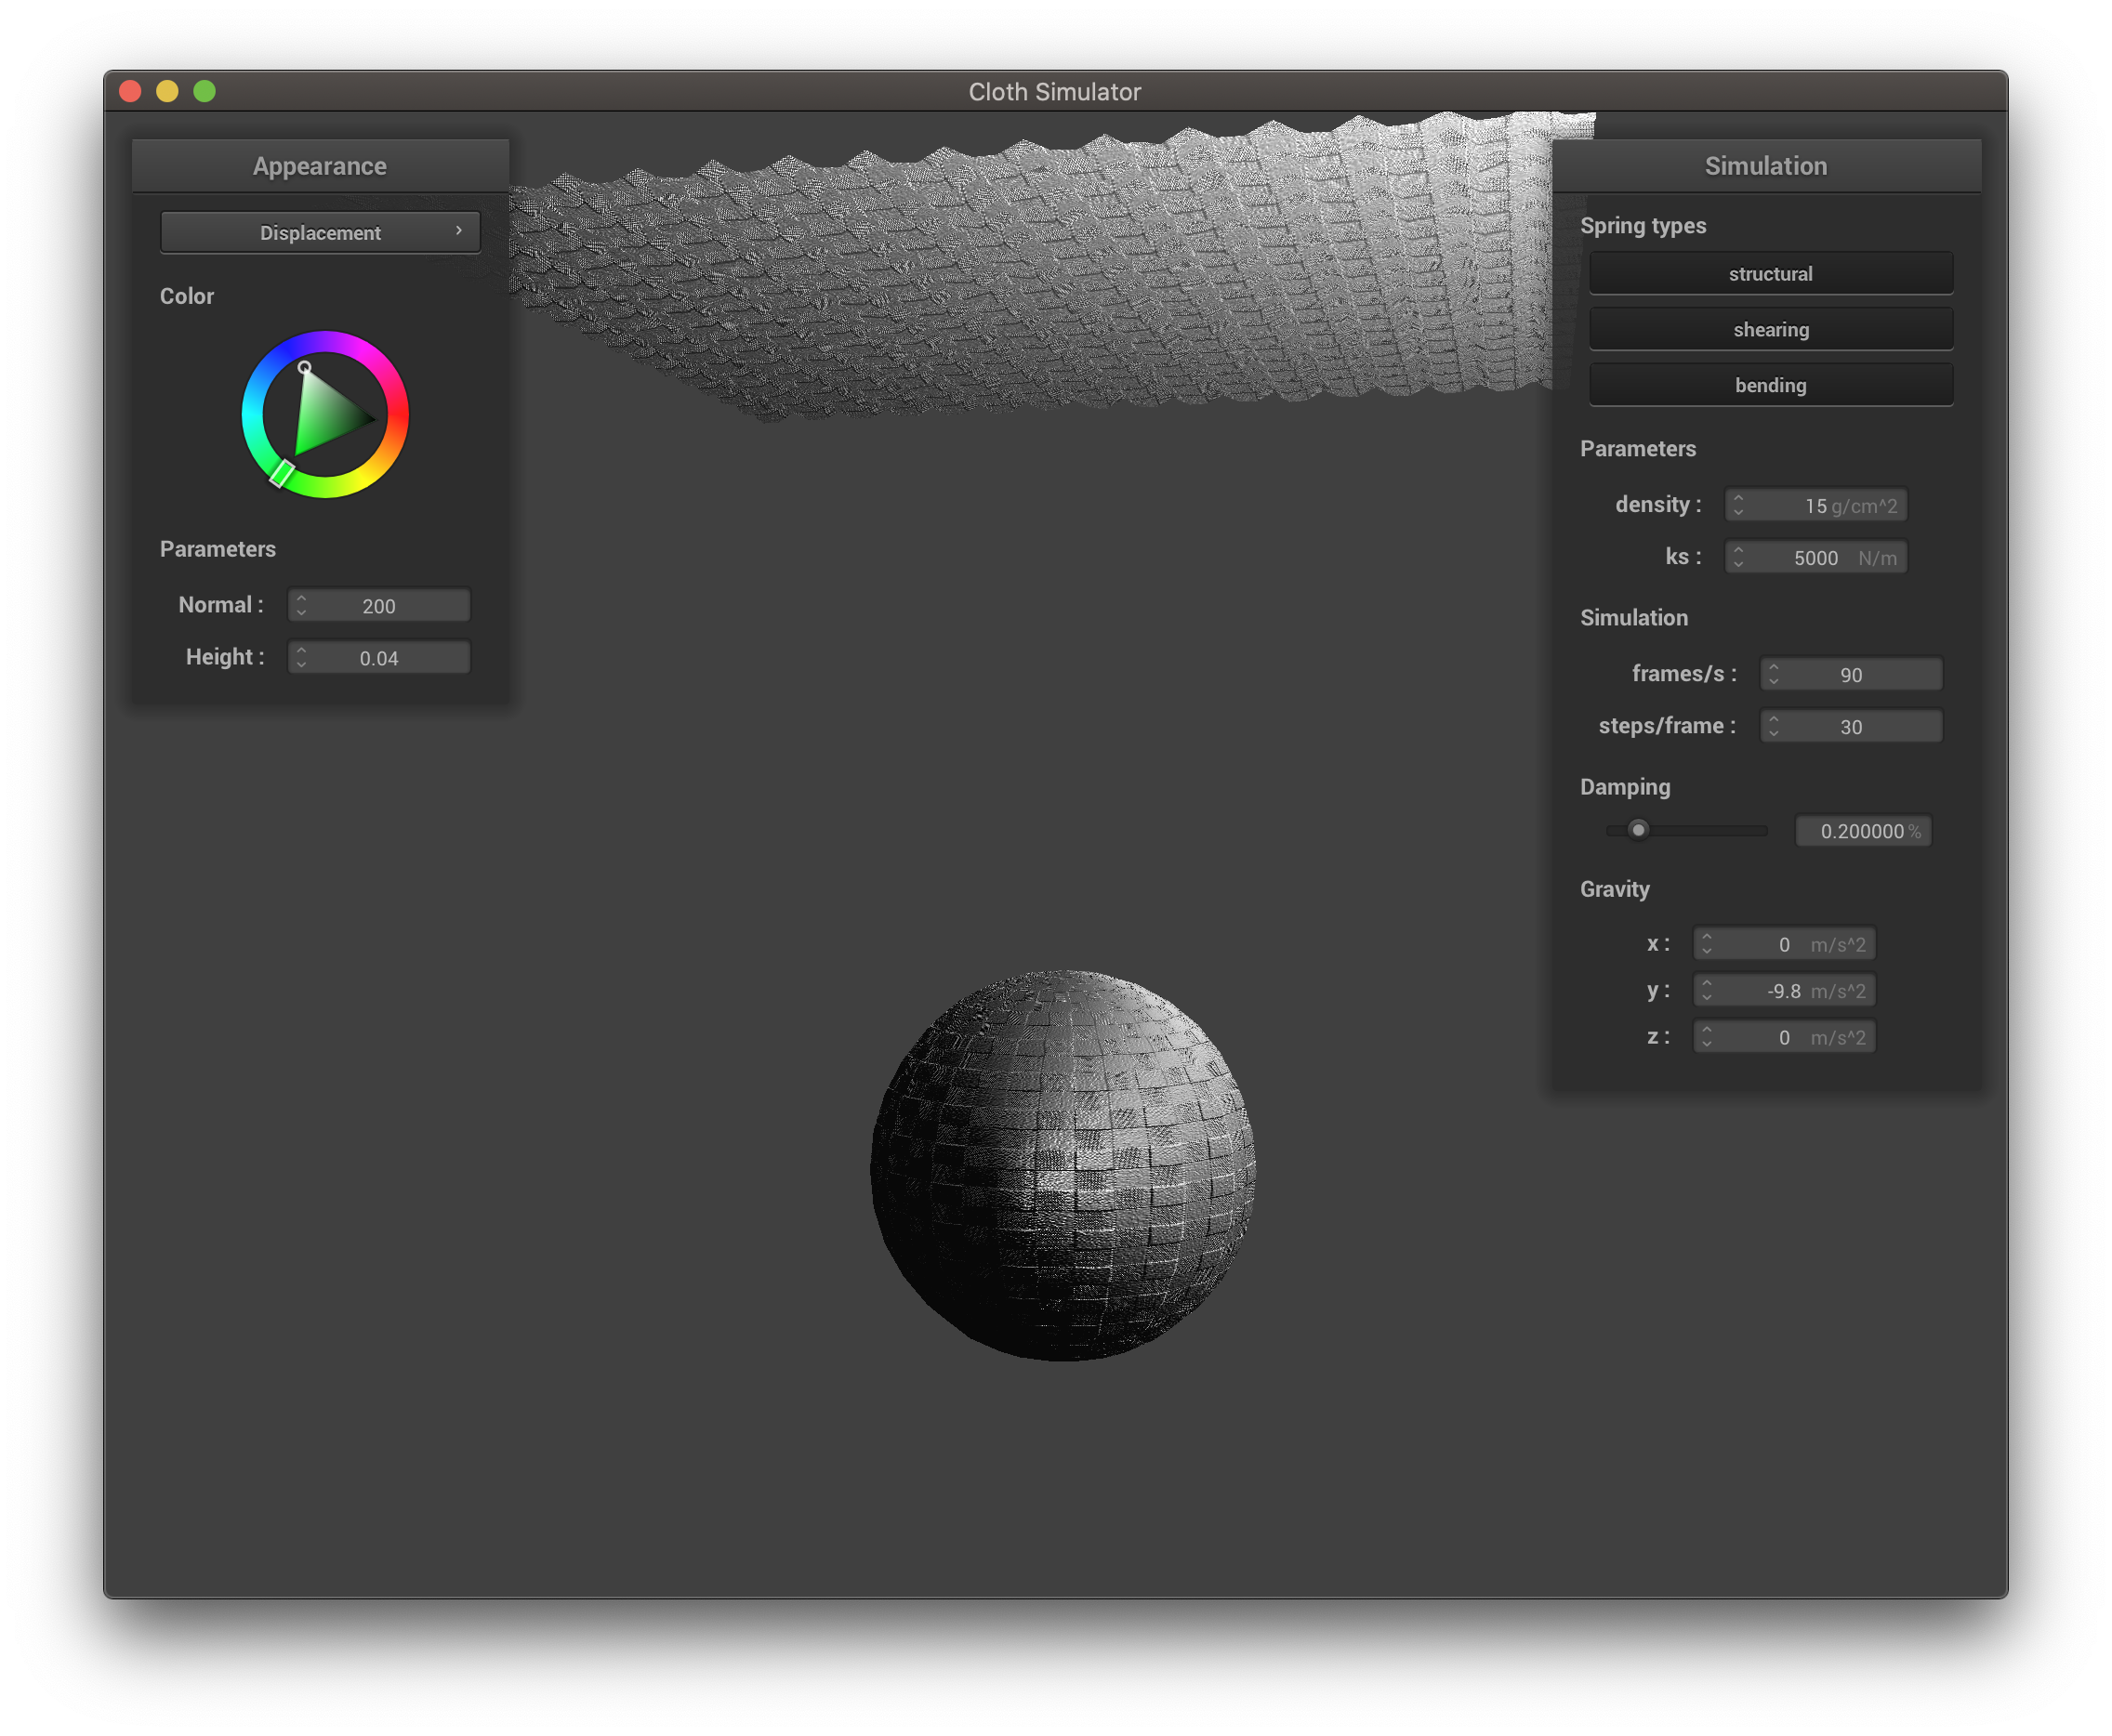 Cloth Simulator
Appearance
Displacement
Color
Parameters
Normal : 200
Height : 0.04
Simulation
Spring types
structural
shearing
bending
Parameters
density : 15 g/cm^2
ks : 5000 N/m
Simulation
frames/s : 90
steps/frame : 30
Damping
0.200000 %
Gravity
x : 0 m/s^2
y : -9.8 m/s^2
z : 0 m/s^2